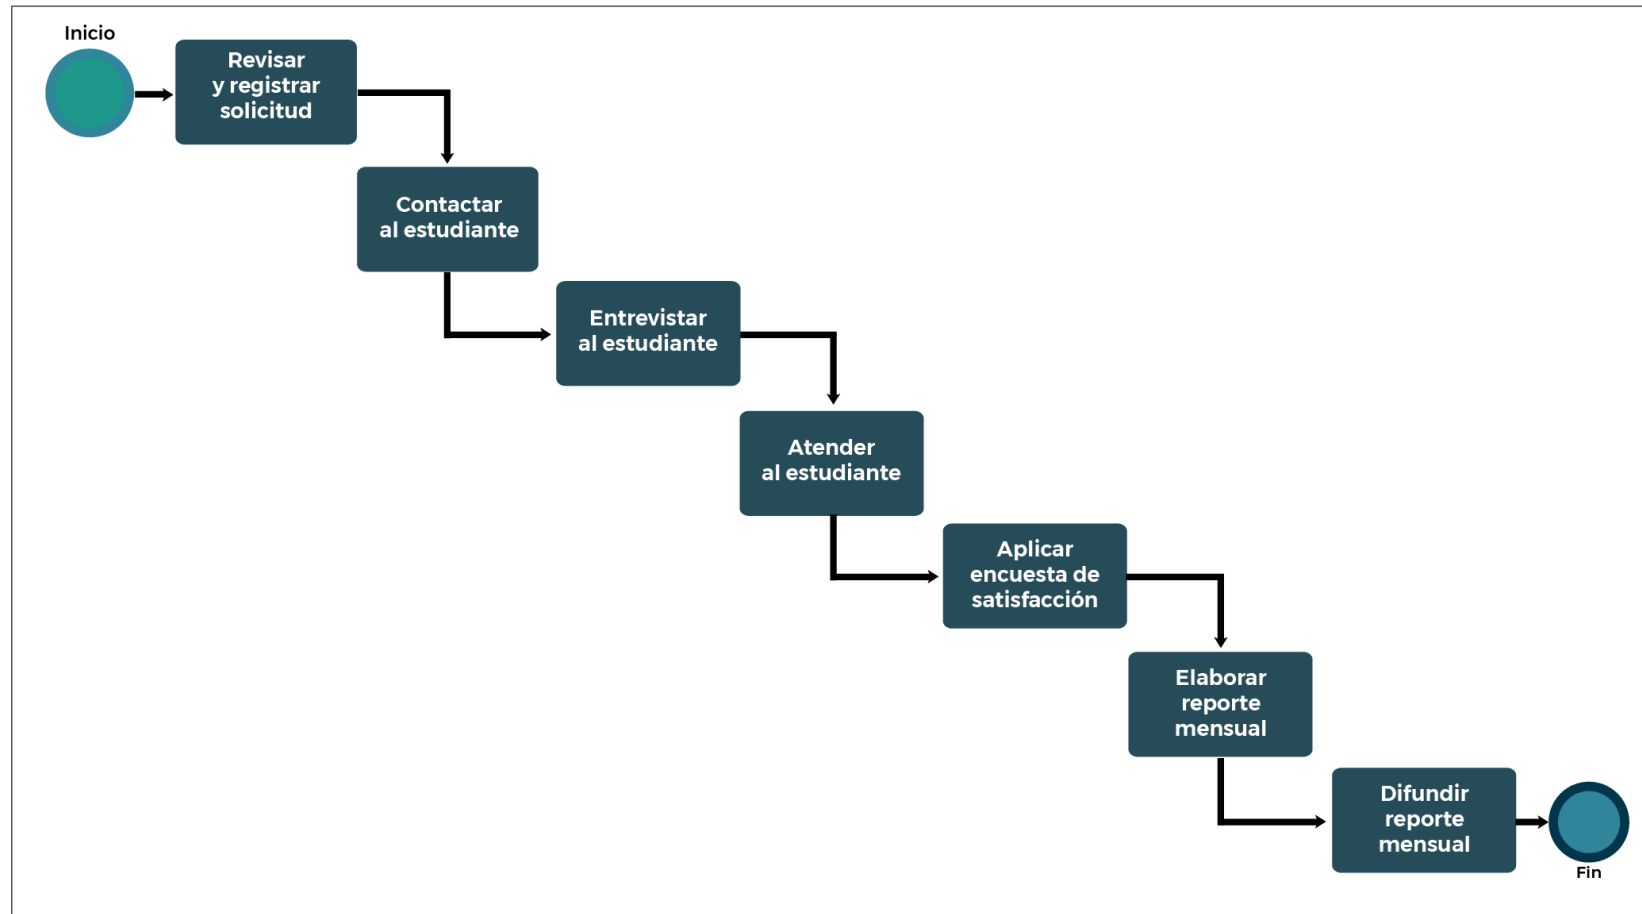 Inicio
Revisar
y registrar
solicitud
Contactar
al estudiante
Entrevistar
al estudiante
Atender
al estudiante
Aplicar
encuesta de
satisfacción
Elaborar
reporte
mensual
Difundir
reporte
mensual
Fin